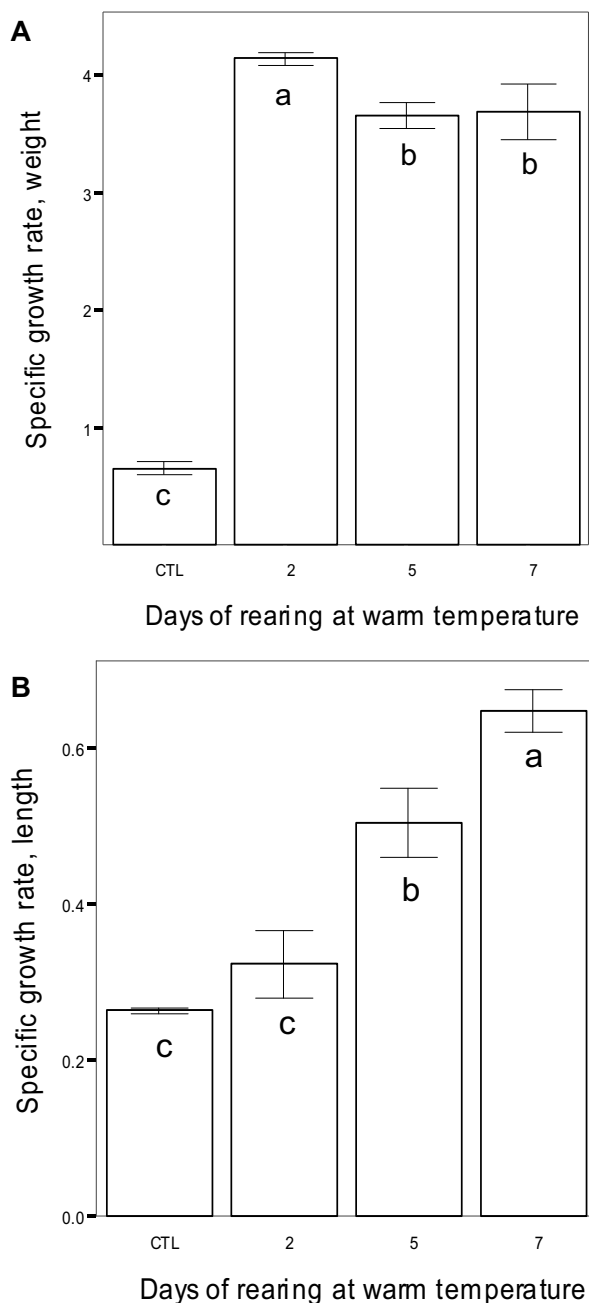 A
Specific growth rate, weight
4
3
2
1
a
b
b
c
CTL 2 5 7
Days of rearing at warm temperature
B
Specific growth rate, length
0.6
0.4
0.2
0.0
a
b
c
c
CTL 2 5 7
Days of rearing at warm temperature